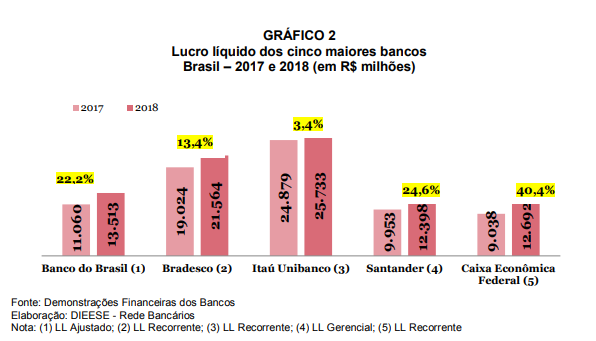 GRÁFICO 2
Lucro líquido dos cinco maiores bancos
Brasil – 2017 e 2018 (em R$ milhões)
2017 2018
22,2% 13,4% 3,4% 24,6% 40,4%
11.060 13.513 19.024 21.564 24.879 25.733 9.953 12.398 9.038 12.692
Banco do Brasil (1) Bradesco (2) Itaú Unibanco (3) Santander (4) Caixa Econômica
Federal (5)
Fonte: Demonstrações Financeiras dos Bancos
Elaboração: DIEESE - Rede Bancários
Nota: (1) LL Ajustado; (2) LL Recorrente; (3) LL Recorrente; (4) LL Gerencial; (5) LL Recorrente